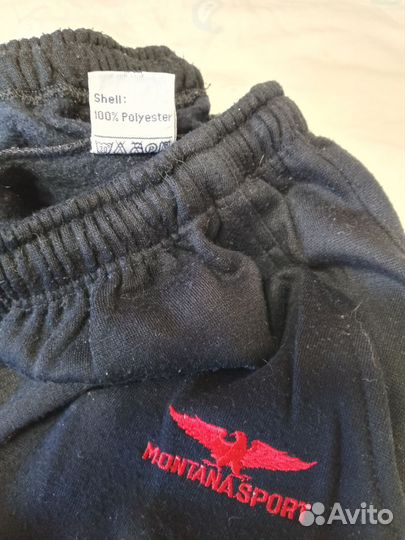 Shell:
100% Polyester
MONTANA SPORT
Avito